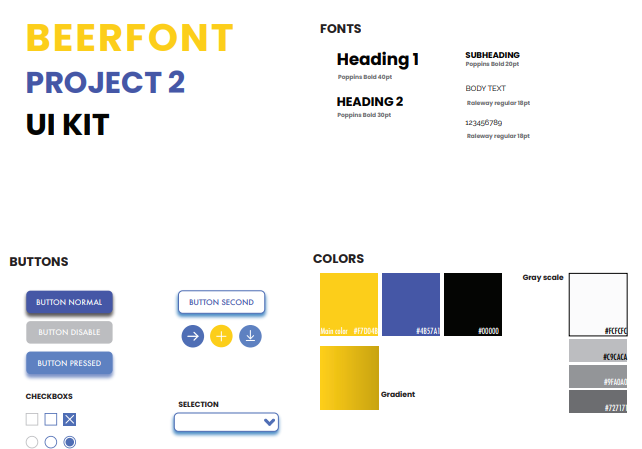 BEERFONT
PROJECT 2
UI KIT
FONTS
Heading 1
Poppins Bold 40pt
HEADING 2
Poppins Bold 30pt
SUBHEADING
Poppins Bold 20pt
BODY TEXT
Raleway regular 18pt
123456789
Raleway regular 18pt
BUTTONS
BUTTON NORMAL
BUTTON DISABLE
BUTTON PRESSED
BUTTON SECOND
CHECKBOXS
SELECTION
COLORS
Main color
#4B57A1
#00000
Gradient
Gray scale
#FCFCFC
#C9CACA
#9FA0A0
#727171